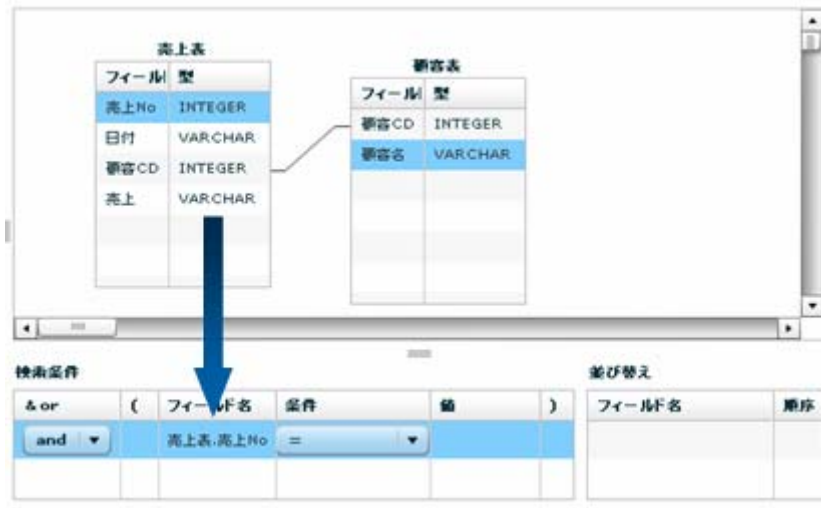 売上表
フィール 型
売上No INTEGER
日付 VARCHAR
顧客CD INTEGER
売上 VARCHAR
顧客表
フィール 型
顧客CD INTEGER
顧客名 VARCHAR
検索条件
& or ( フィールド名 条件 値 )
and 売上表.売上No =
並び替え
フィールド名 順序